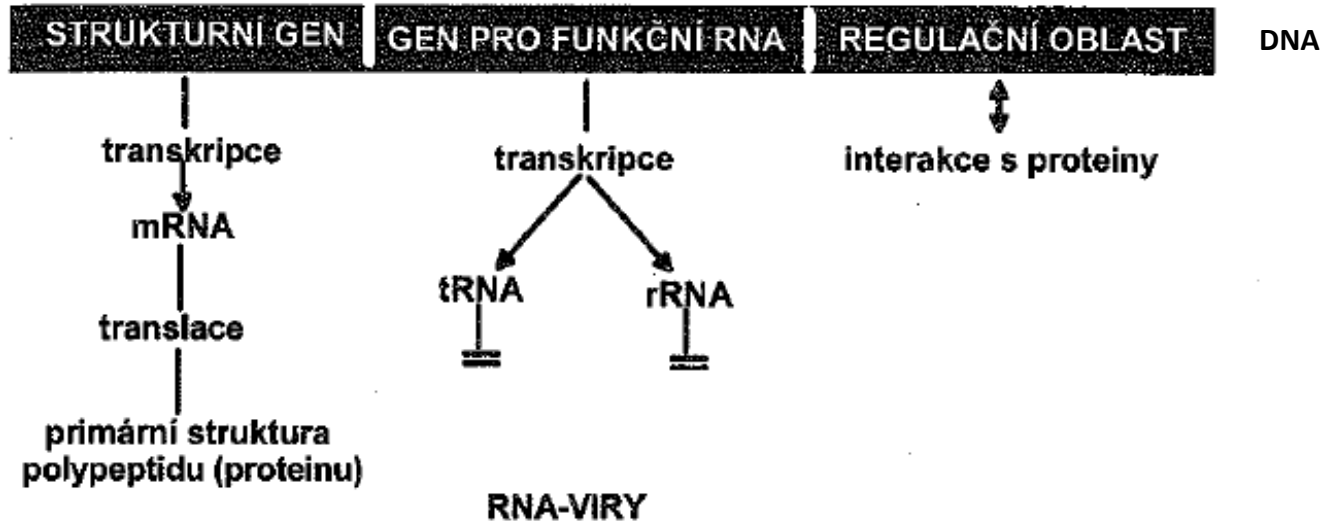 STRUKTURNÍ GEN GEN PRO FUNKČNÍ RNA REGULAČNÍ OBLAST DNA
transkripce transkripce interakce s proteiny
mRNA
tRNA rRNA
translace
primární struktura
polypeptidu (proteinu)
RNA-VIRY